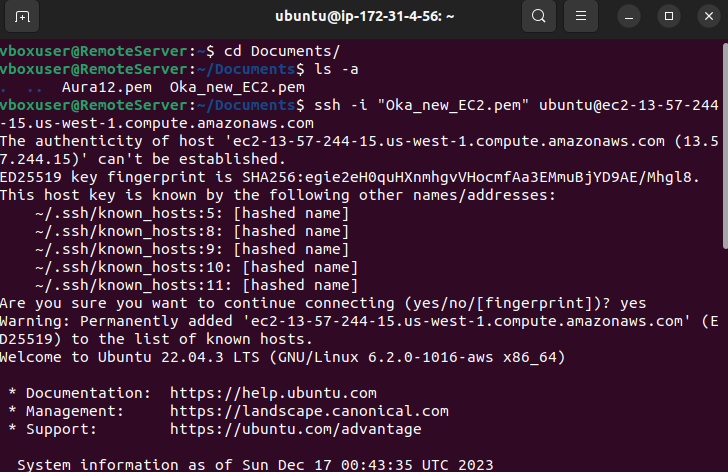 ubuntu@ip-172-31-4-56: ~
vboxuser@RemoteServer:~$ cd Documents/
vboxuser@RemoteServer:~/Documents$ ls -a
.  ..  Aura12.pem  Oka_new_EC2.pem
vboxuser@RemoteServer:~/Documents$ ssh -i "Oka_new_EC2.pem" ubuntu@ec2-13-57-244
-15.us-west-1.compute.amazonaws.com
The authenticity of host 'ec2-13-57-244-15.us-west-1.compute.amazonaws.com (13.5
7.244.15)' can't be established.
ED25519 key fingerprint is SHA256:egie2eH0quHXnmhgvVHocmfAa3EMmuBjYD9AE/Mhgl8.
This host key is known by the following other names/addresses:
    ~/.ssh/known_hosts:5: [hashed name]
    ~/.ssh/known_hosts:8: [hashed name]
    ~/.ssh/known_hosts:9: [hashed name]
    ~/.ssh/known_hosts:10: [hashed name]
    ~/.ssh/known_hosts:11: [hashed name]
Are you sure you want to continue connecting (yes/no/[fingerprint])? yes
Warning: Permanently added 'ec2-13-57-244-15.us-west-1.compute.amazonaws.com' (E
D25519) to the list of known hosts.
Welcome to Ubuntu 22.04.3 LTS (GNU/Linux 6.2.0-1016-aws x86_64)
 * Documentation:  https://help.ubuntu.com
 * Management:     https://landscape.canonical.com
 * Support:        https://ubuntu.com/advantage
  System information as of Sun Dec 17 00:43:35 UTC 2023